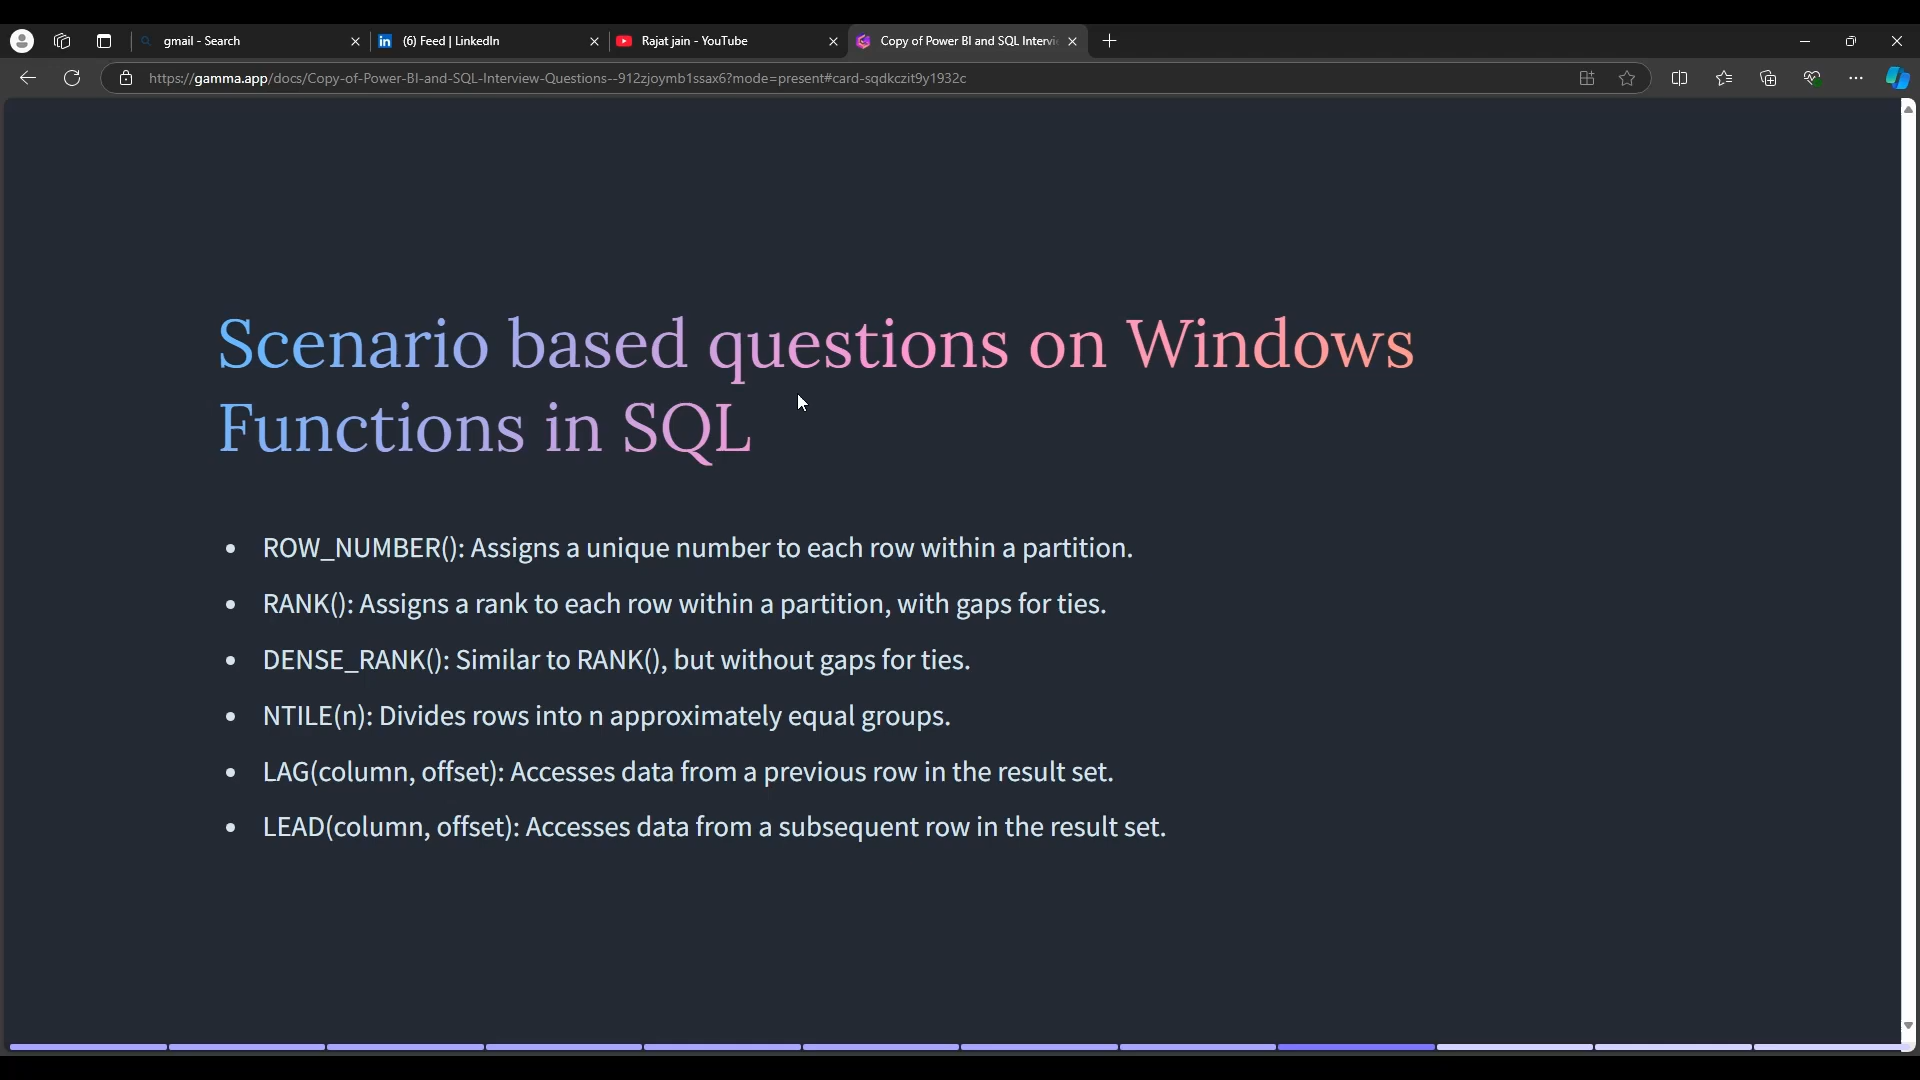 gmail - Search
(6) Feed | LinkedIn
Rajat jain - YouTube
Copy of Power BI and SQL Intervi
https://gamma.app/docs/Copy-of-Power-BI-and-SQL-Interview-Questions--912zjoymb1ssax6?mode=present#card-sqdkczit9y1932c
Scenario based questions on Windows
Functions in SQL
• ROW_NUMBER(): Assigns a unique number to each row within a partition.
• RANK(): Assigns a rank to each row within a partition, with gaps for ties.
• DENSE_RANK(): Similar to RANK(), but without gaps for ties.
• NTILE(n): Divides rows into n approximately equal groups.
• LAG(column, offset): Accesses data from a previous row in the result set.
• LEAD(column, offset): Accesses data from a subsequent row in the result set.